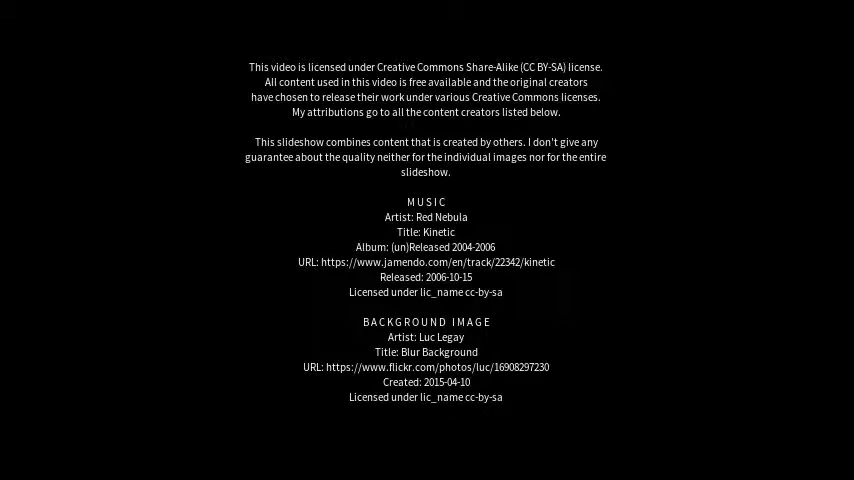 This video is licensed under Creative Commons Share-Alike (CC BY-SA) license.
All content used in this video is free available and the original creators
have chosen to release their work under various Creative Commons licenses.
My attributions go to all the content creators listed below.
This slideshow combines content that is created by others. I don't give any
guarantee about the quality neither for the individual images nor for the entire
slideshow.
M U S I C
Artist: Red Nebula
Title: Kinetic
Album: (un)Released 2004-2006
URL: https://www.jamendo.com/en/track/22342/kinetic
Released: 2006-10-15
Licensed under lic_name cc-by-sa
B A C K G R O U N D  I M A G E
Artist: Luc Legay
Title: Blur Background
URL: https://www.flickr.com/photos/luc/16908297230
Created: 2015-04-10
Licensed under lic_name cc-by-sa